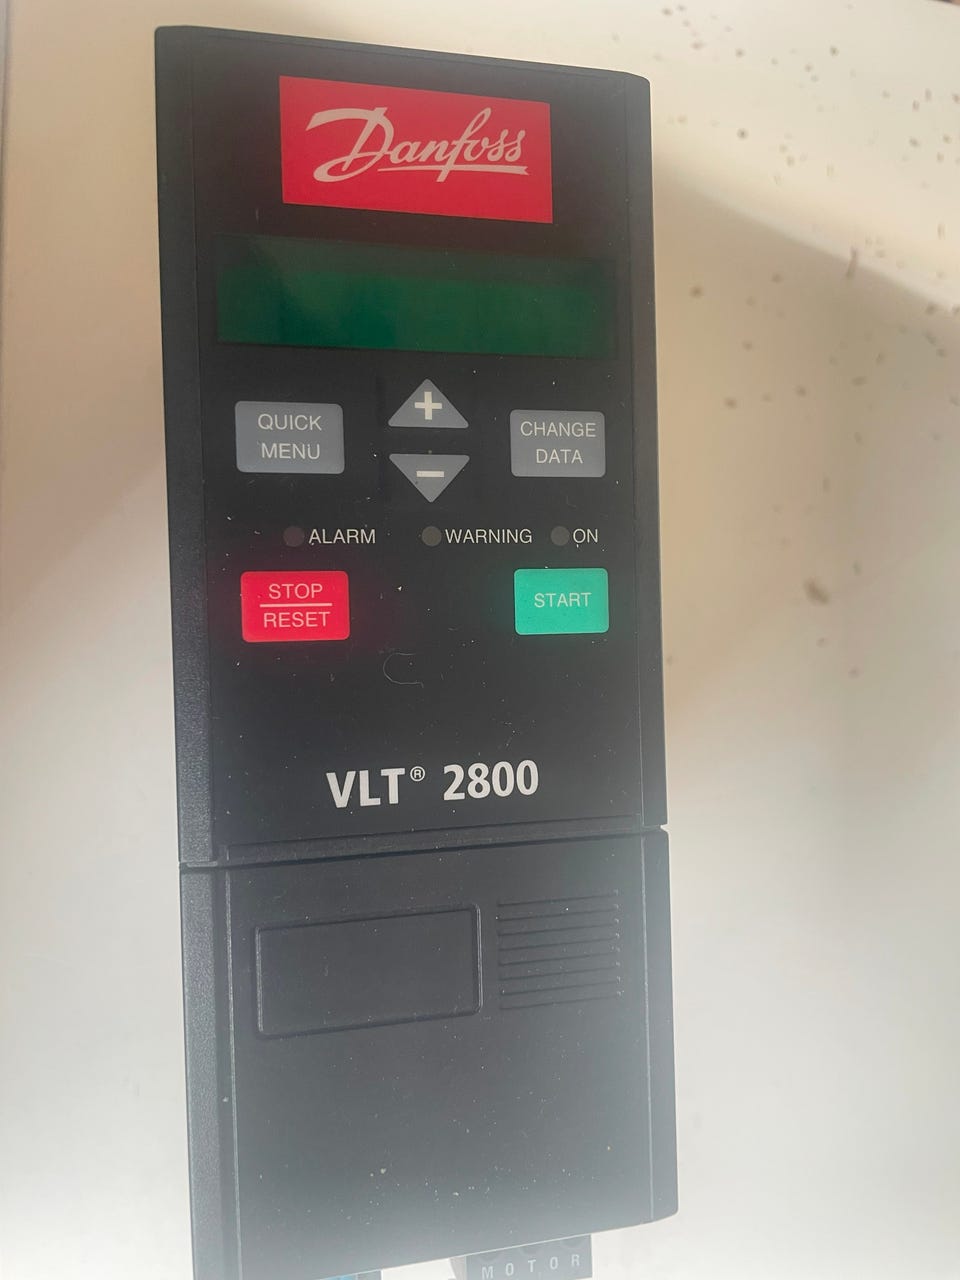 Danfoss
+
QUICK
MENU
CHANGE
DATA
−
ALARM WARNING ON
STOP
RESET
START
VLT® 2800
MOTOR